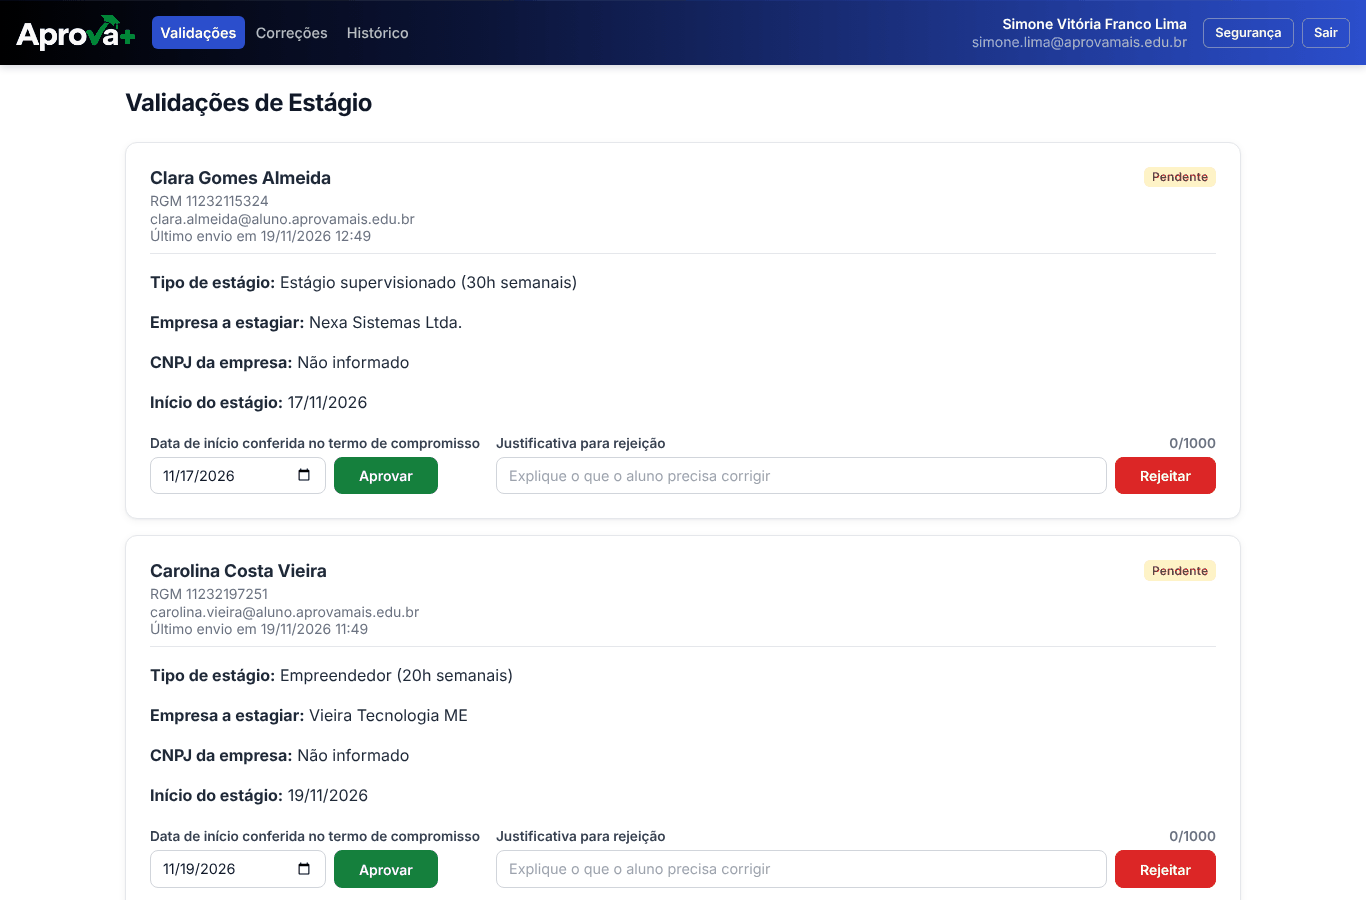 Aprova+
Validações
Correções
Histórico
Simone Vitória Franco Lima
simone.lima@aprovamais.edu.br
Segurança
Sair
Validações de Estágio
Clara Gomes Almeida
Pendente
RGM 11232115324
clara.almeida@aluno.aprovamais.edu.br
Último envio em 19/11/2026 12:49
Tipo de estágio: Estágio supervisionado (30h semanais)
Empresa a estagiar: Nexa Sistemas Ltda.
CNPJ da empresa: Não informado
Início do estágio: 17/11/2026
Data de início conferida no termo de compromisso
Justificativa para rejeição
0/1000
11/17/2026
Aprovar
Explique o que o aluno precisa corrigir
Rejeitar
Carolina Costa Vieira
Pendente
RGM 11232197251
carolina.vieira@aluno.aprovamais.edu.br
Último envio em 19/11/2026 11:49
Tipo de estágio: Empreendedor (20h semanais)
Empresa a estagiar: Vieira Tecnologia ME
CNPJ da empresa: Não informado
Início do estágio: 19/11/2026
Data de início conferida no termo de compromisso
Justificativa para rejeição
0/1000
11/19/2026
Aprovar
Explique o que o aluno precisa corrigir
Rejeitar